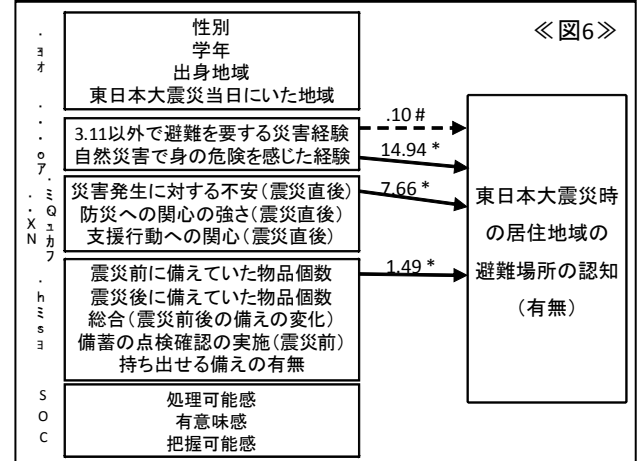 ≪図6≫
性別
学年
出身地域
東日本大震災当日にいた地域
3.11以外で避難を要する災害経験
自然災害で身の危険を感じた経験
災害発生に対する不安(震災直後)
防災への関心の強さ(震災直後)
支援行動への関心(震災直後)
震災前に備えていた物品個数
震災後に備えていた物品個数
総合(震災前後の備えの変化)
備蓄の点検確認の実施(震災前)
持ち出せる備えの有無
SOC
処理可能感
有意味感
把握可能感
.10 #
14.94 *
7.66 *
1.49 *
東日本大震災時
の居住地域の
避難場所の認知
(有無)